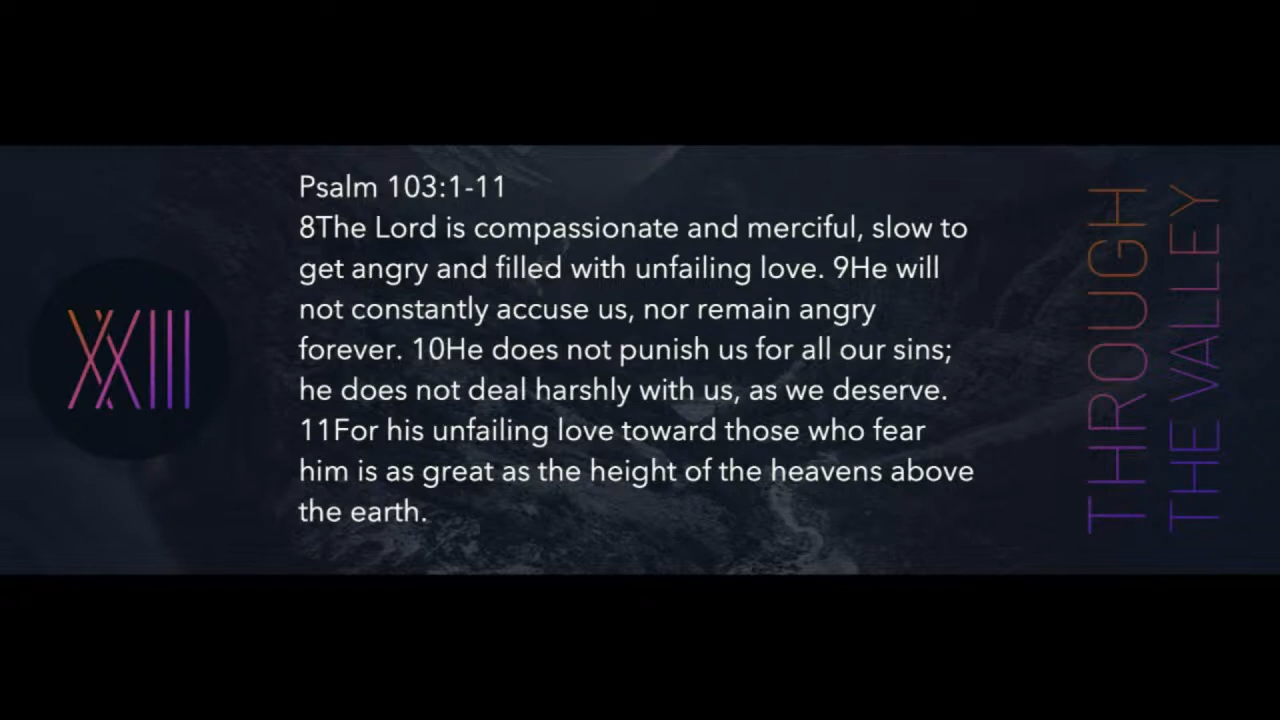 Psalm 103:1-11
8The Lord is compassionate and merciful, slow to
get angry and filled with unfailing love. 9He will
not constantly accuse us, nor remain angry
forever. 10He does not punish us for all our sins;
he does not deal harshly with us, as we deserve.
11For his unfailing love toward those who fear
him is as great as the height of the heavens above
the earth.
XXIII
THROUGH
THE VALLEY